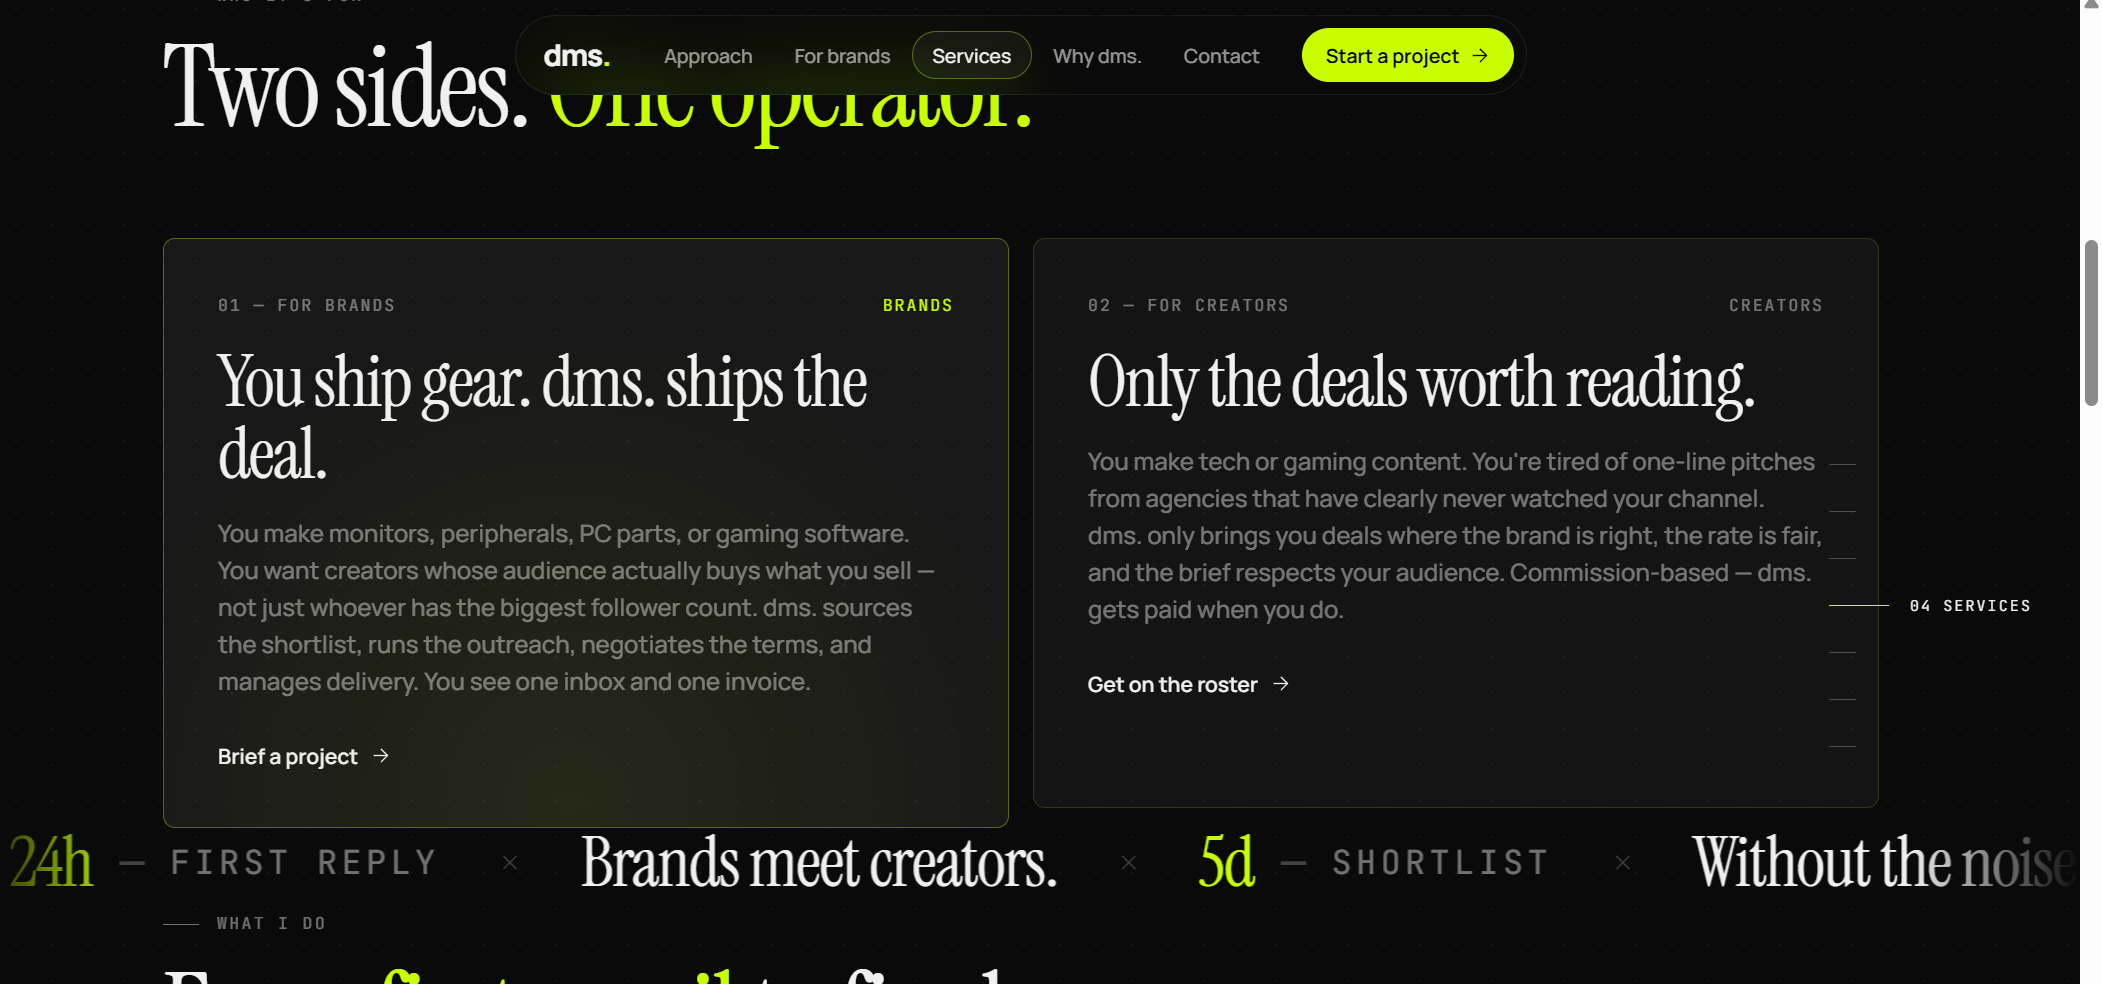 dms.
Approach
For brands
Services
Why dms.
Contact
Start a project →
Two sides. One operator.
01 — FOR BRANDS
BRANDS
You ship gear. dms. ships the
deal.
You make monitors, peripherals, PC parts, or gaming software.
You want creators whose audience actually buys what you sell —
not just whoever has the biggest follower count. dms. sources
the shortlist, runs the outreach, negotiates the terms, and
manages delivery. You see one inbox and one invoice.
Brief a project →
02 — FOR CREATORS
CREATORS
Only the deals worth reading.
You make tech or gaming content. You're tired of one-line pitches
from agencies that have clearly never watched your channel.
dms. only brings you deals where the brand is right, the rate is fair,
and the brief respects your audience. Commission-based — dms.
gets paid when you do.
Get on the roster →
04 SERVICES
24h — FIRST REPLY × Brands meet creators. × 5d — SHORTLIST × Without the noise
WHAT I DO